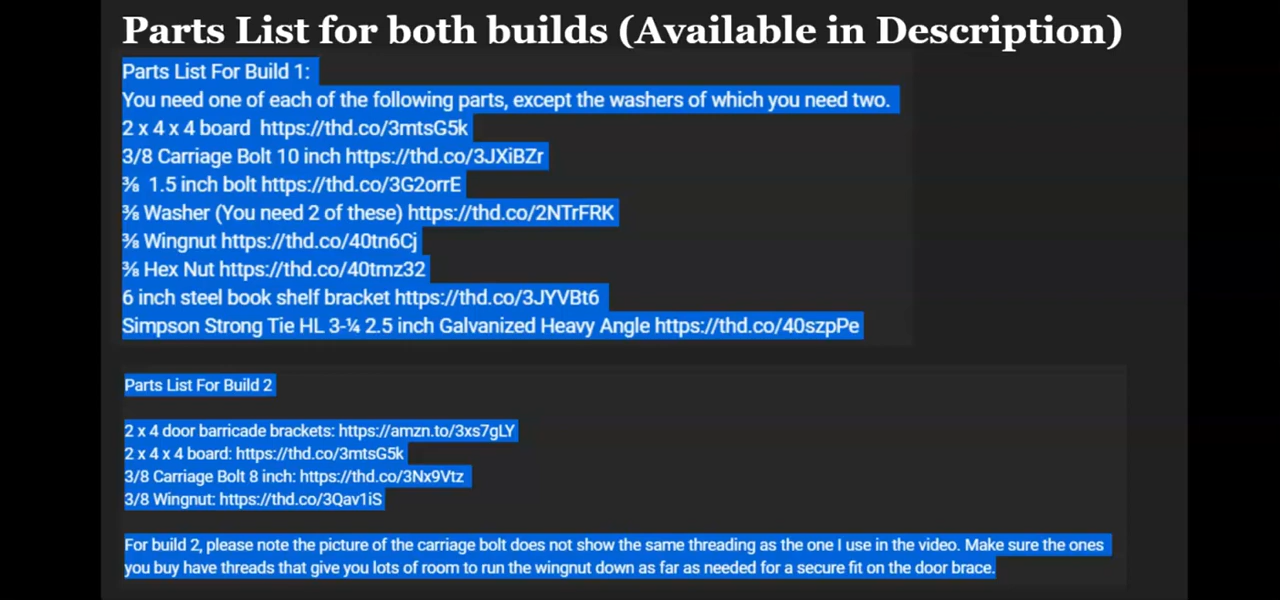 Parts List for both builds (Available in Description)
Parts List For Build 1:
You need one of each of the following parts, except the washers of which you need two.
2 x 4 x 4 board  https://thd.co/3mtsG5k
3/8 Carriage Bolt 10 inch https://thd.co/3JXiBZr
⅜  1.5 inch bolt https://thd.co/3G2orrE
⅜ Washer (You need 2 of these) https://thd.co/2NTrFRK
⅜ Wingnut https://thd.co/40tn6Cj
⅜ Hex Nut https://thd.co/40tmz32
6 inch steel book shelf bracket https://thd.co/3JYVBt6
Simpson Strong Tie HL 3-¼ 2.5 inch Galvanized Heavy Angle https://thd.co/40szpPe
Parts List For Build 2
2 x 4 door barricade brackets: https://amzn.to/3xs7gLY
2 x 4 x 4 board: https://thd.co/3mtsG5k
3/8 Carriage Bolt 8 inch: https://thd.co/3Nx9Vtz
3/8 Wingnut: https://thd.co/3Qav1iS
For build 2, please note the picture of the carriage bolt does not show the same threading as the one I use in the video. Make sure the ones
you buy have threads that give you lots of room to run the wingnut down as far as needed for a secure fit on the door brace.